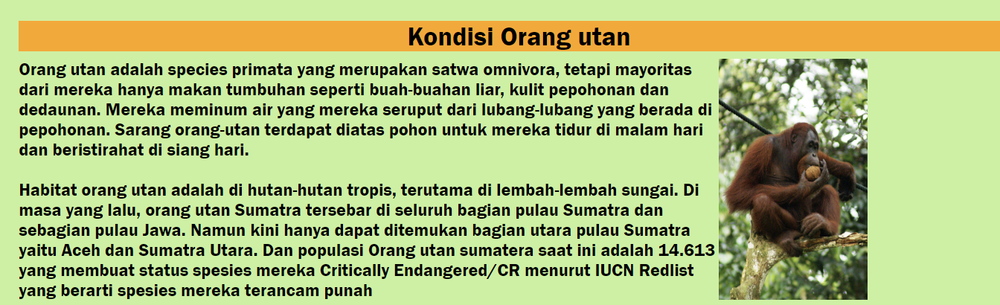 Kondisi Orang utan
Orang utan adalah species primata yang merupakan satwa omnivora, tetapi mayoritas
dari mereka hanya makan tumbuhan seperti buah-buahan liar, kulit pepohonan dan
dedaunan. Mereka meminum air yang mereka seruput dari lubang-lubang yang berada di
pepohonan. Sarang orang-utan terdapat diatas pohon untuk mereka tidur di malam hari
dan beristirahat di siang hari.
Habitat orang utan adalah di hutan-hutan tropis, terutama di lembah-lembah sungai. Di
masa yang lalu, orang utan Sumatra tersebar di seluruh bagian pulau Sumatra dan
sebagian pulau Jawa. Namun kini hanya dapat ditemukan bagian utara pulau Sumatra
yaitu Aceh dan Sumatra Utara. Dan populasi Orang utan sumatera saat ini adalah 14.613
yang membuat status spesies mereka Critically Endangered/CR menurut IUCN Redlist
yang berarti spesies mereka terancam punah